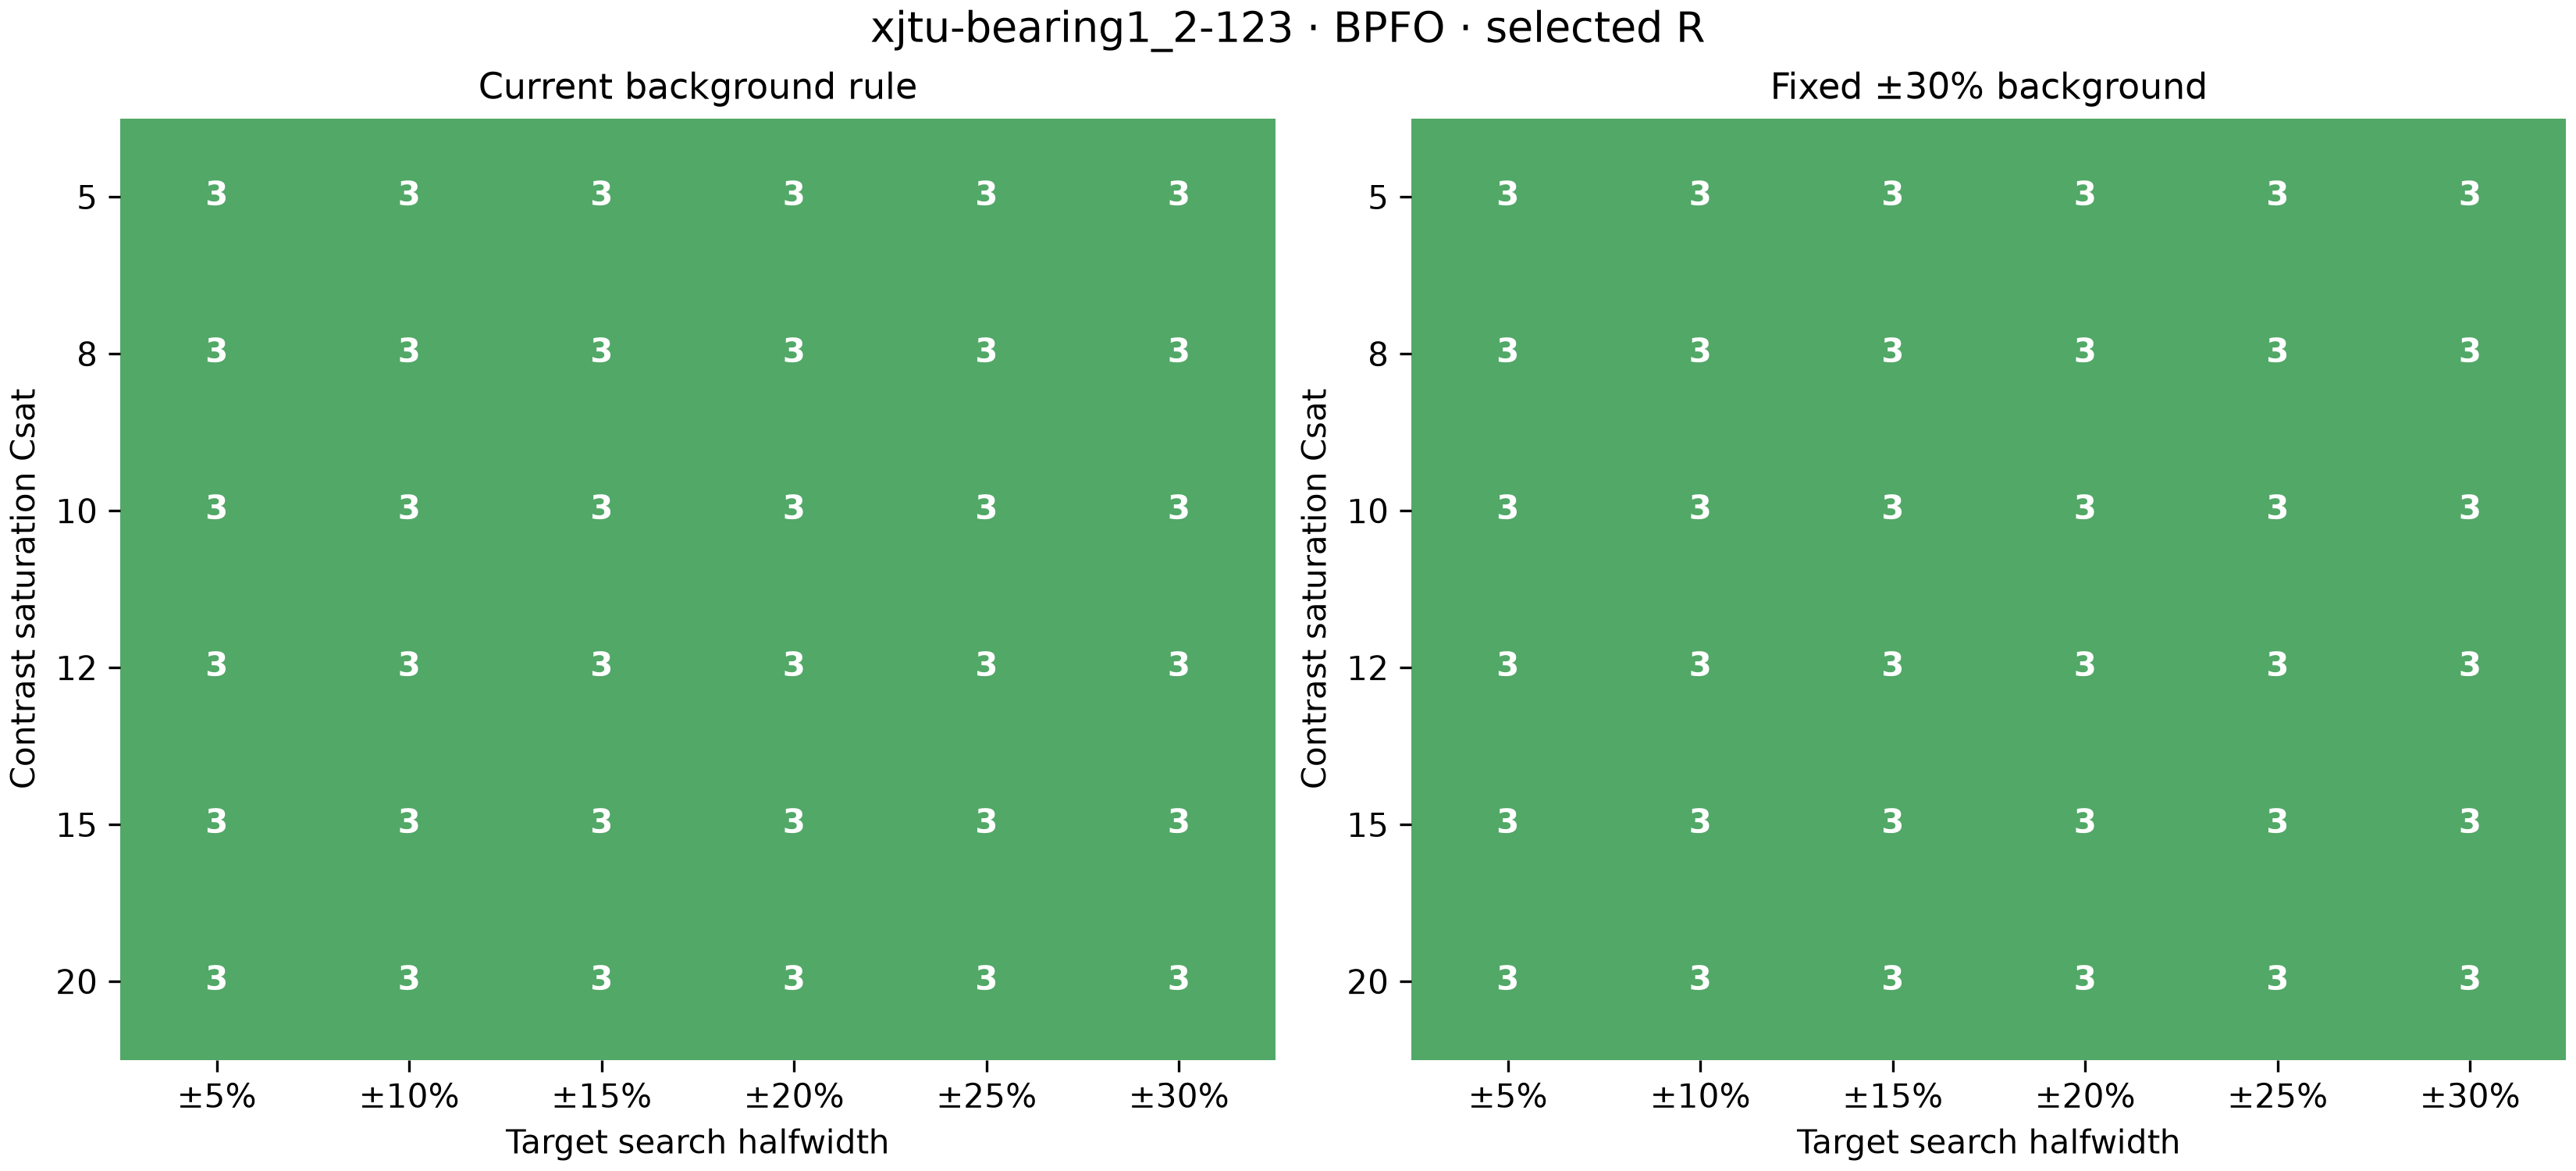 xjtu-bearing1_2-123 · BPFO · selected R
Current background rule
Contrast saturation Csat
5 3 3 3 3 3 3
8 3 3 3 3 3 3
10 3 3 3 3 3 3
12 3 3 3 3 3 3
15 3 3 3 3 3 3
20 3 3 3 3 3 3
±5% ±10% ±15% ±20% ±25% ±30%
Target search halfwidth
Fixed ±30% background
Contrast saturation Csat
5 3 3 3 3 3 3
8 3 3 3 3 3 3
10 3 3 3 3 3 3
12 3 3 3 3 3 3
15 3 3 3 3 3 3
20 3 3 3 3 3 3
±5% ±10% ±15% ±20% ±25% ±30%
Target search halfwidth